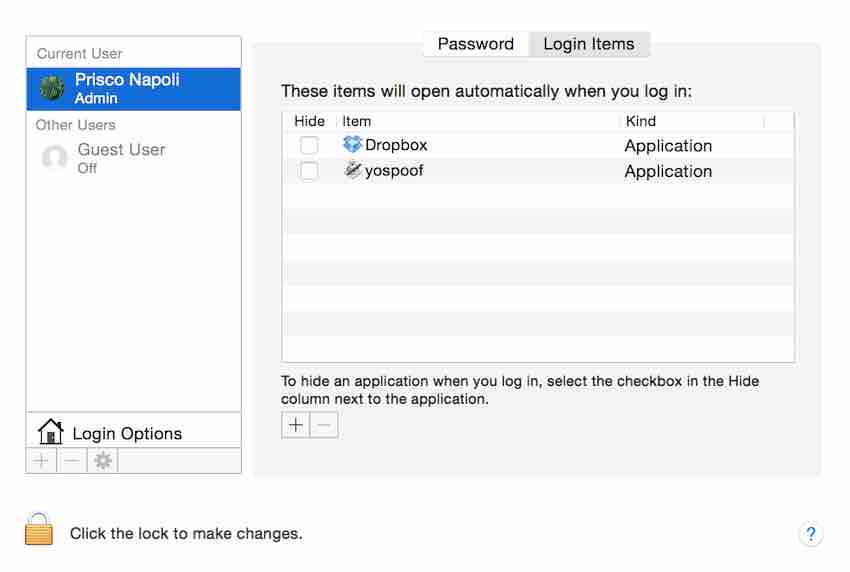 Current User
Prisco Napoli
Admin
Other Users
Guest User
Off
Login Options
Password Login Items
These items will open automatically when you log in:
Hide Item Kind
Dropbox Application
yospoof Application
To hide an application when you log in, select the checkbox in the Hide
column next to the application.
Click the lock to make changes.
?